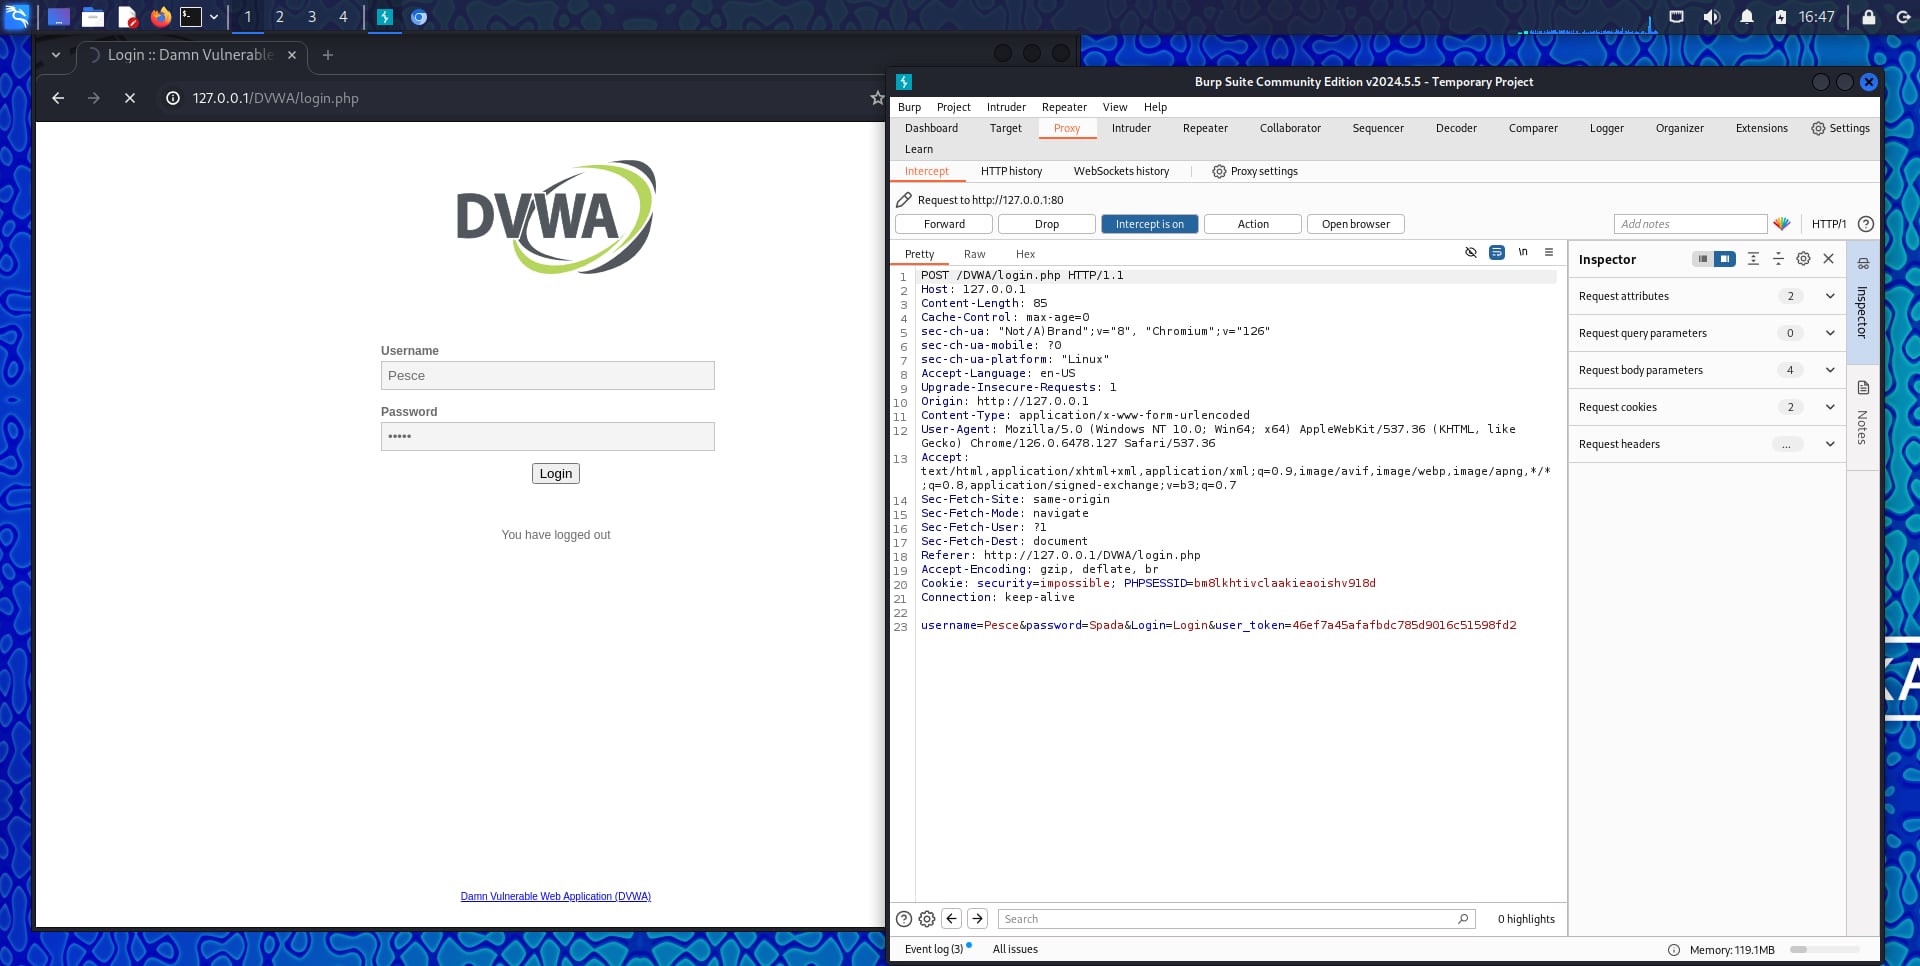 1 2 3 4
16:47
Login :: Damn Vulnerable
127.0.0.1/DVWA/login.php
DVWA
Username
Pesce
Password
•••••
Login
You have logged out
Damn Vulnerable Web Application (DVWA)
Burp Suite Community Edition v2024.5.5 - Temporary Project
Burp Project Intruder Repeater View Help
Dashboard Target Proxy Intruder Repeater Collaborator Sequencer Decoder Comparer Logger Organizer Extensions Settings
Learn
Intercept HTTP history WebSockets history Proxy settings
Request to http://127.0.0.1:80
Forward Drop Intercept is on Action Open browser Add notes HTTP/1
Pretty Raw Hex \n
1 POST /DVWA/login.php HTTP/1.1
2 Host: 127.0.0.1
3 Content-Length: 85
4 Cache-Control: max-age=0
5 sec-ch-ua: "Not/A)Brand";v="8", "Chromium";v="126"
6 sec-ch-ua-mobile: ?0
7 sec-ch-ua-platform: "Linux"
8 Accept-Language: en-US
9 Upgrade-Insecure-Requests: 1
10 Origin: http://127.0.0.1
11 Content-Type: application/x-www-form-urlencoded
12 User-Agent: Mozilla/5.0 (Windows NT 10.0; Win64; x64) AppleWebKit/537.36 (KHTML, like
Gecko) Chrome/126.0.6478.127 Safari/537.36
13 Accept:
text/html,application/xhtml+xml,application/xml;q=0.9,image/avif,image/webp,image/apng,*/*
;q=0.8,application/signed-exchange;v=b3;q=0.7
14 Sec-Fetch-Site: same-origin
15 Sec-Fetch-Mode: navigate
16 Sec-Fetch-User: ?1
17 Sec-Fetch-Dest: document
18 Referer: http://127.0.0.1/DVWA/login.php
19 Accept-Encoding: gzip, deflate, br
20 Cookie: security=impossible; PHPSESSID=bm8lkhtivclaakieaoishv918d
21 Connection: keep-alive
22
23 username=Pesce&password=Spada&Login=Login&user_token=46ef7a45afafbdc785d9016c51598fd2
Inspector
Request attributes 2
Request query parameters 0
Request body parameters 4
Request cookies 2
Request headers ...
Inspector
Notes
Search
0 highlights
Event log (3) All issues
Memory: 119.1MB